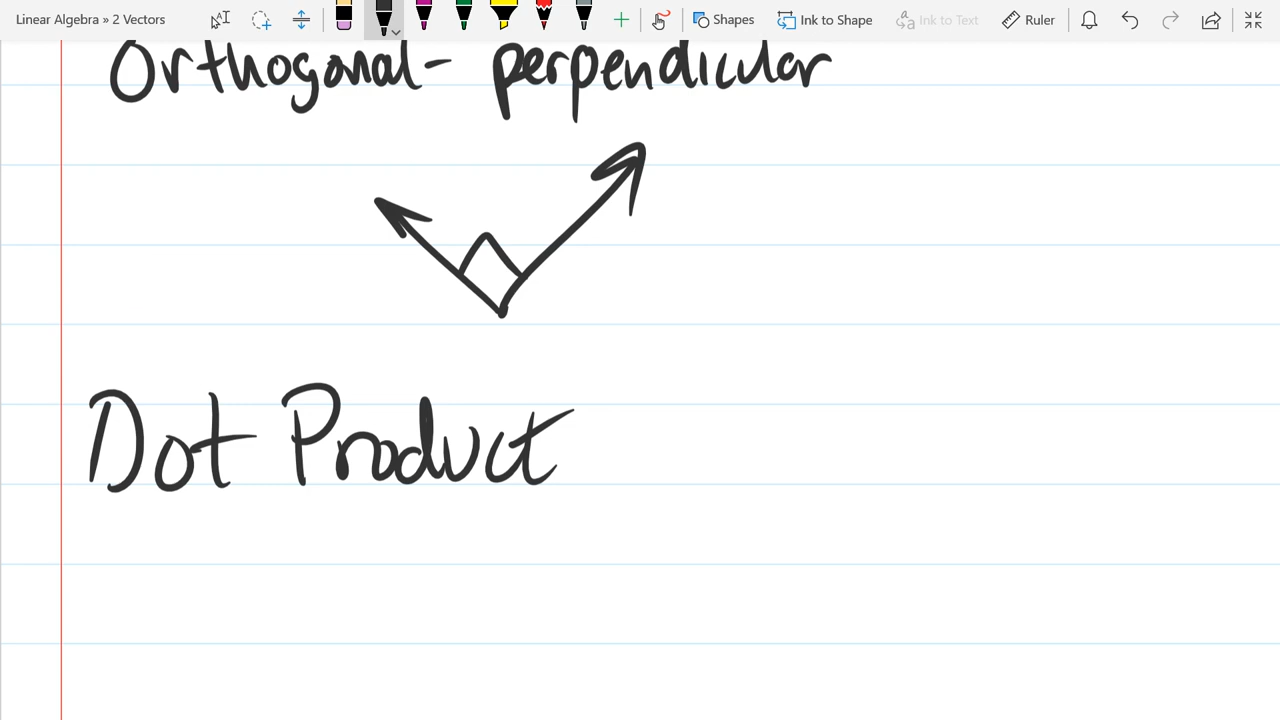 Linear Algebra » 2 Vectors Shapes Ink to Shape Ink to Text Ruler
Orthogonal- perpendicular
Dot Product